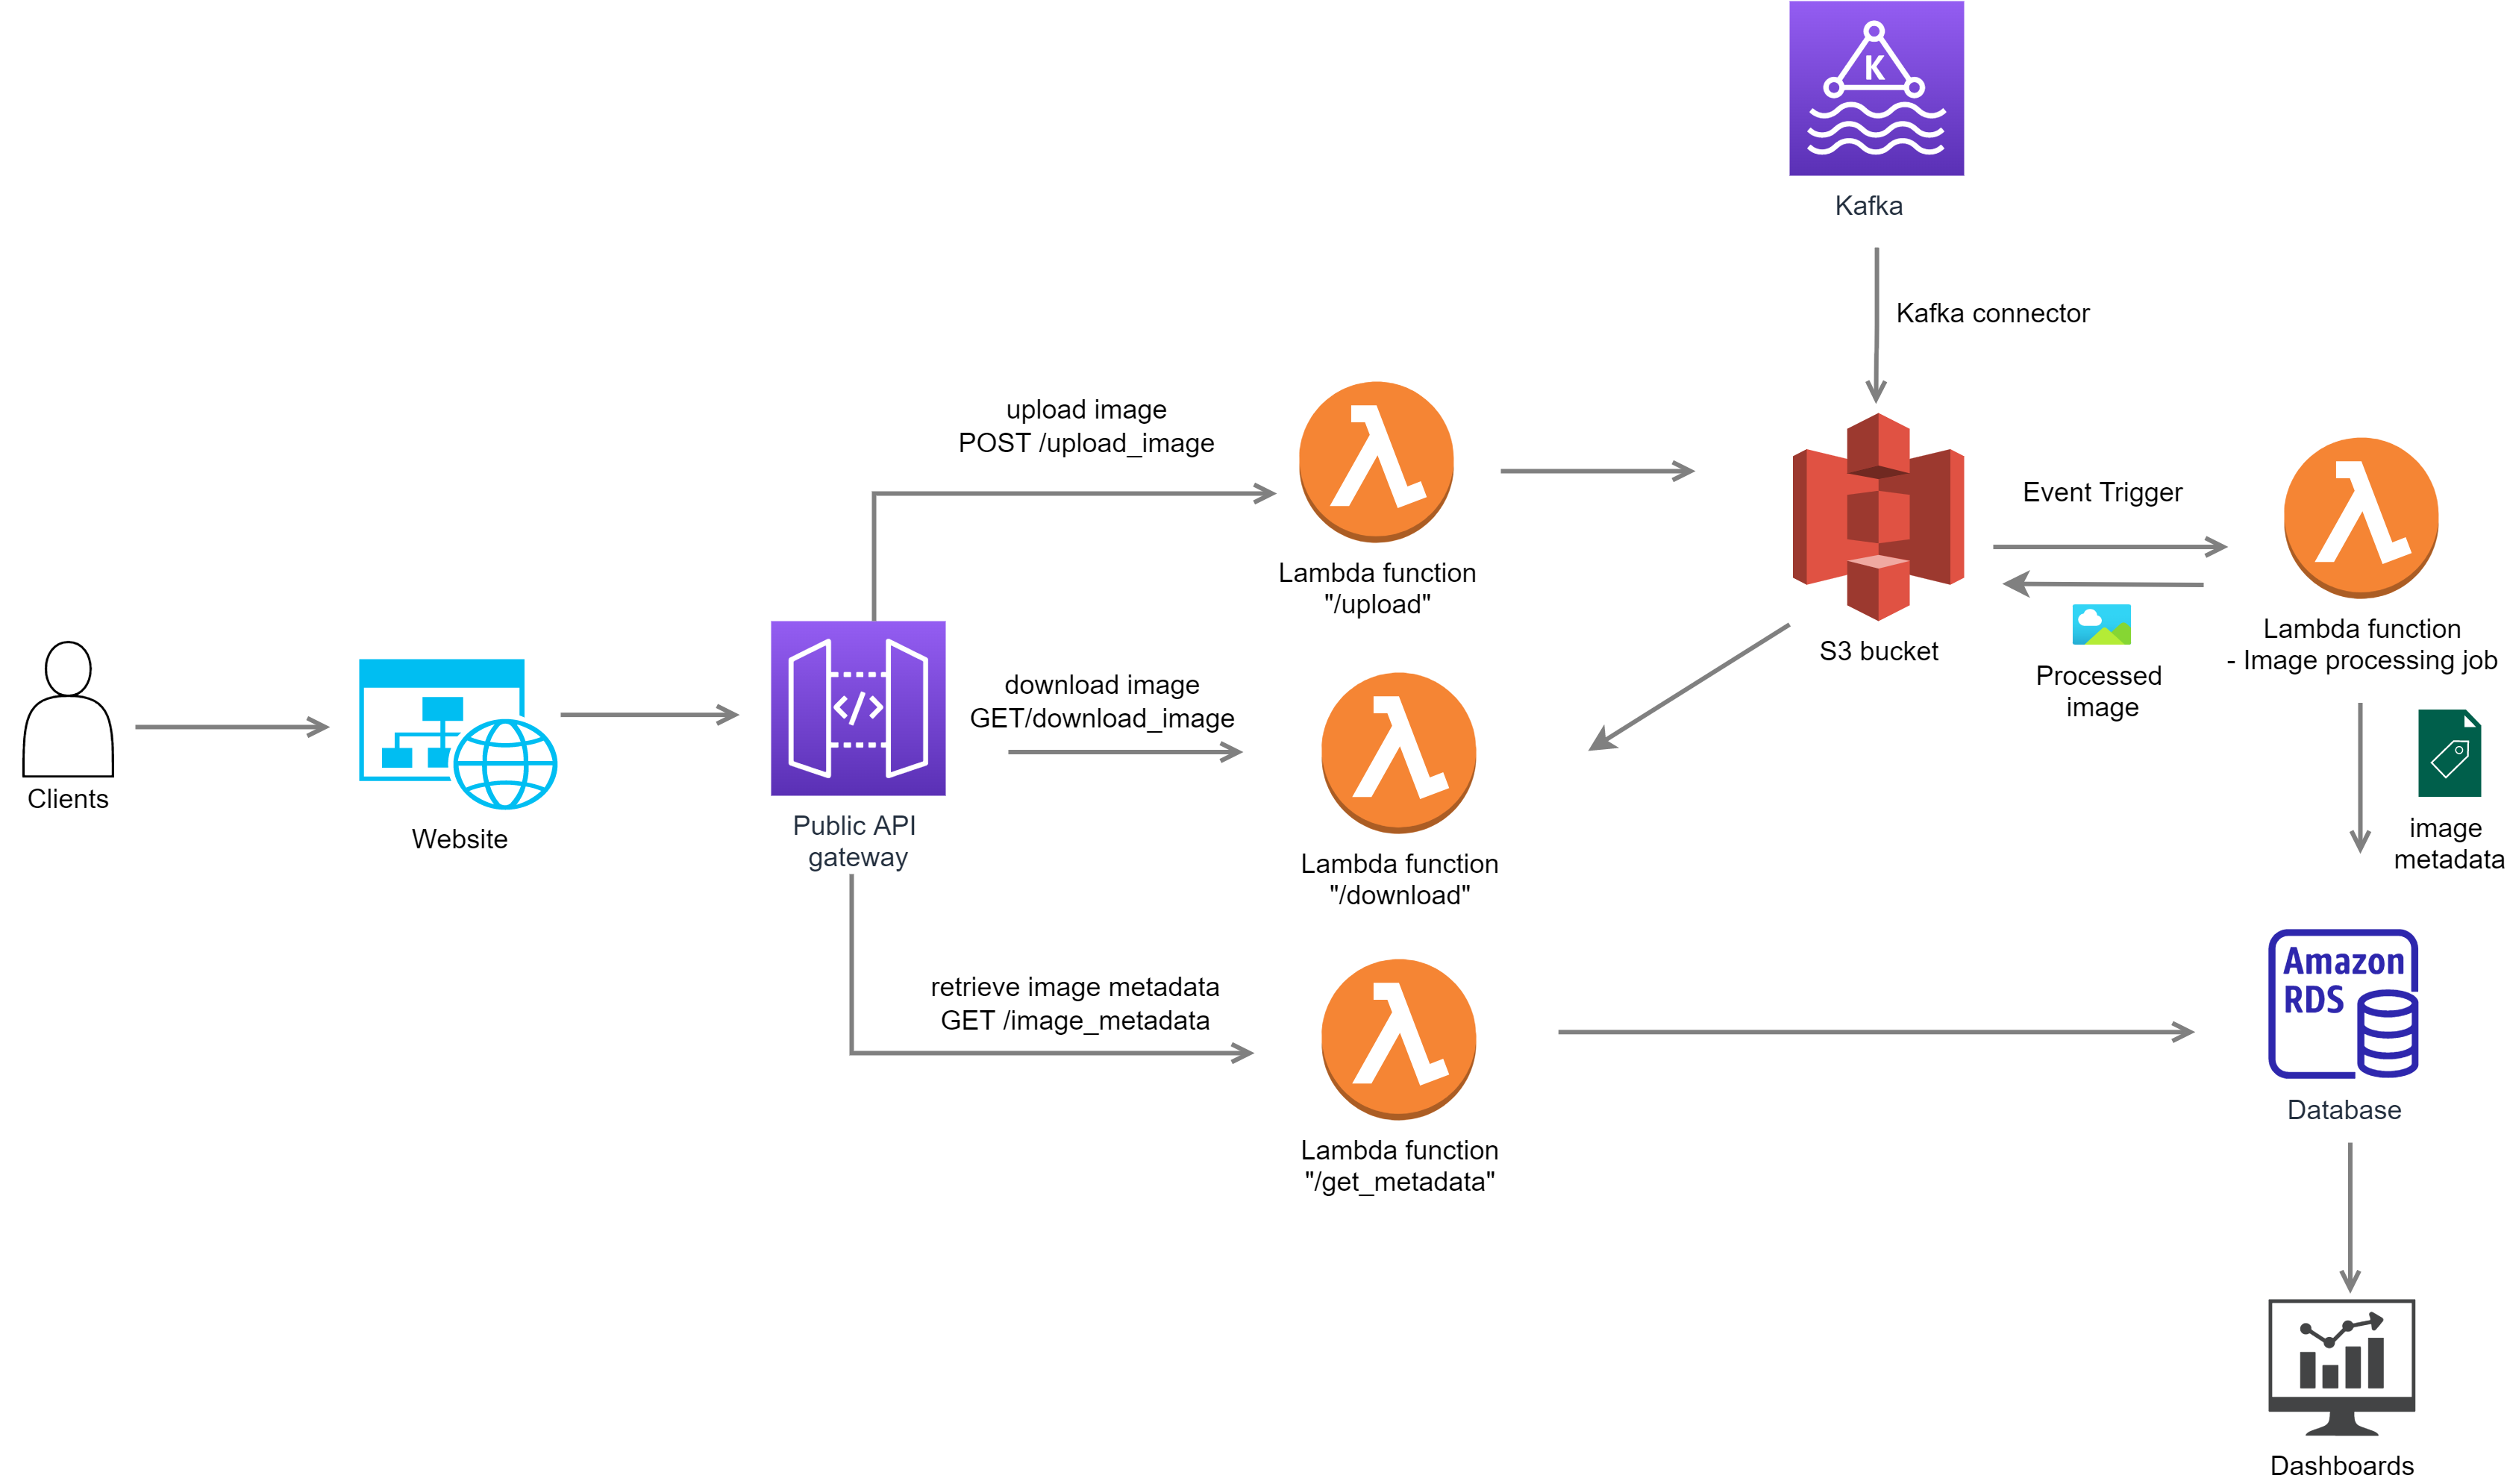 K
Kafka
Kafka connector
upload image
POST /upload_image
Lambda function
"/upload"
Event Trigger
S3 bucket
Processed
image
Lambda function
- Image processing job
download image
GET/download_image
Clients
Website
</>
Public API
gateway
Lambda function
"/download"
image
metadata
retrieve image metadata
GET /image_metadata
Lambda function
"/get_metadata"
Amazon
RDS
Database
Dashboards